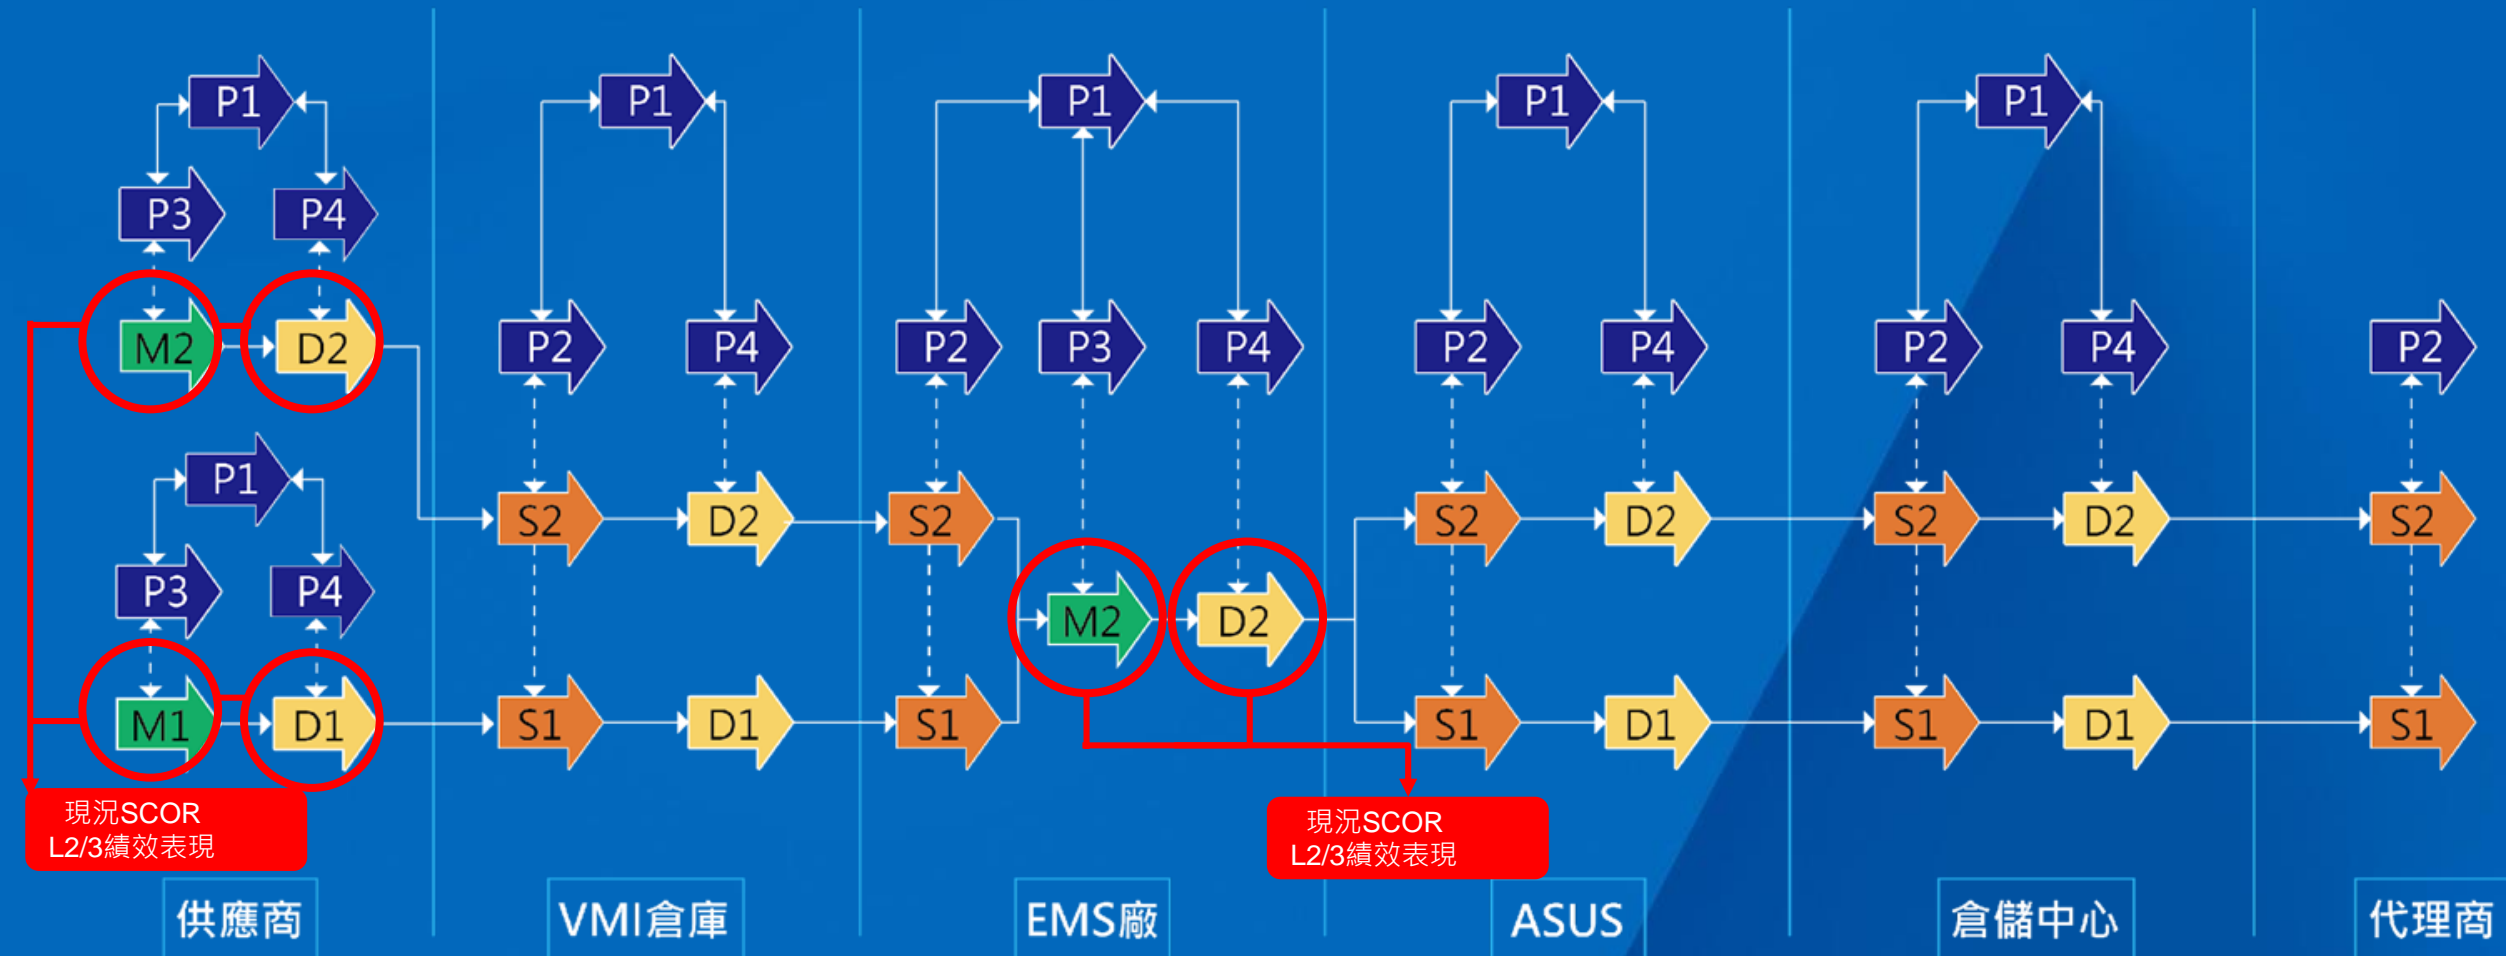 P1
P1
P1
P1
P1
P3
P4
M2
D2
P2
P4
P2
P3
P4
P2
P4
P2
P4
P2
P1
S2
D2
S2
S2
D2
S2
D2
S2
P3
P4
M2
D2
M1
D1
S1
D1
S1
S1
D1
S1
D1
S1
現況SCOR
L2/3績效表現
現況SCOR
L2/3績效表現
供應商
VMI倉庫
EMS廠
ASUS
倉儲中心
代理商